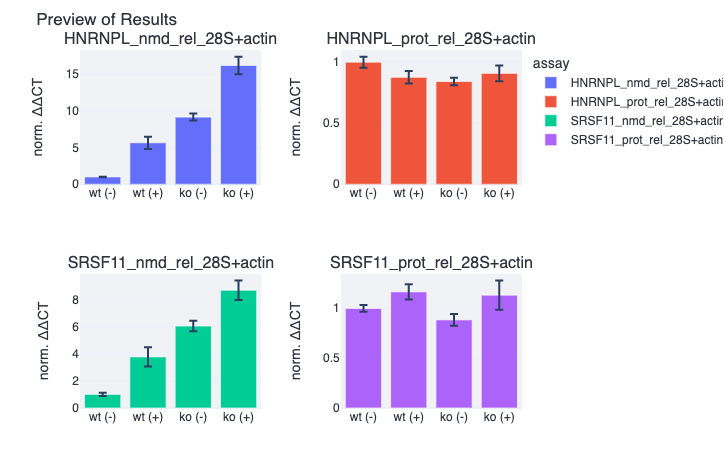 Preview of Results
HNRNPL_nmd_rel_28S+actin
norm. ΔΔCT
15
10
5
0
wt (-) wt (+) ko (-) ko (+)
HNRNPL_prot_rel_28S+actin
norm. ΔΔCT
1
0.5
0
wt (-) wt (+) ko (-) ko (+)
assay
HNRNPL_nmd_rel_28S+acti
HNRNPL_prot_rel_28S+acti
SRSF11_nmd_rel_28S+actin
SRSF11_prot_rel_28S+actin
SRSF11_nmd_rel_28S+actin
norm. ΔΔCT
8
6
4
2
0
wt (-) wt (+) ko (-) ko (+)
SRSF11_prot_rel_28S+actin
norm. ΔΔCT
1
0.5
0
wt (-) wt (+) ko (-) ko (+)